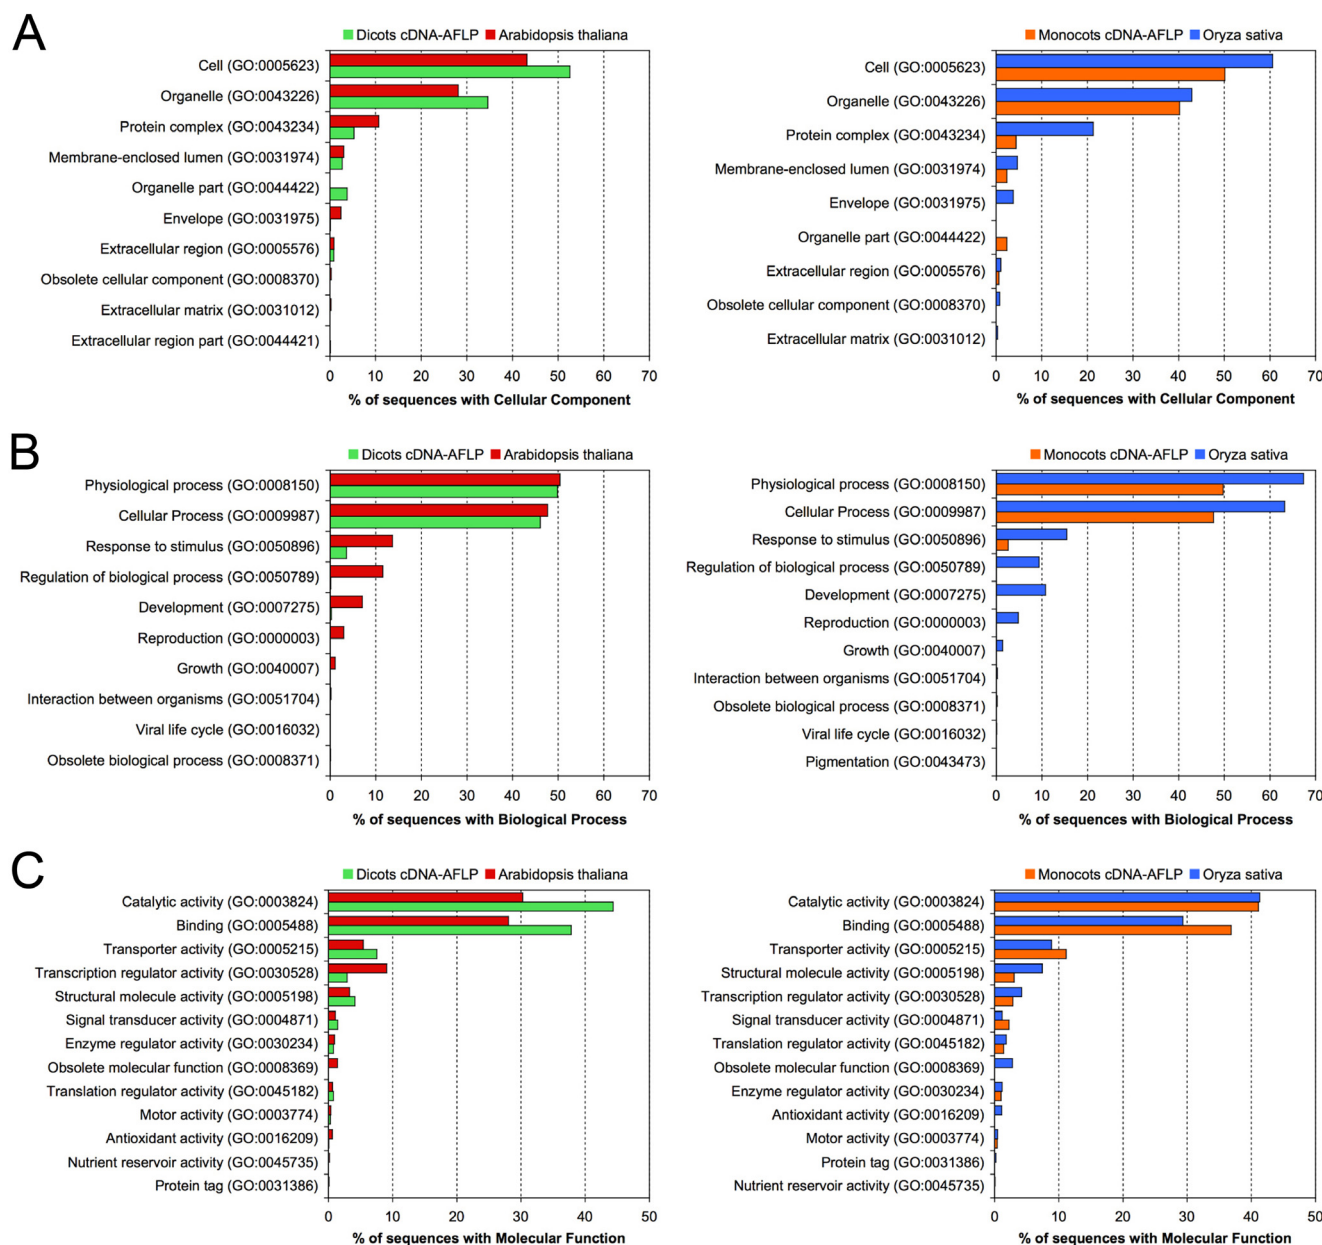 A
Dicots cDNA-AFLP Arabidopsis thaliana
Cell (GO:0005623)
Organelle (GO:0043226)
Protein complex (GO:0043234)
Membrane-enclosed lumen (GO:0031974)
Organelle part (GO:0044422)
Envelope (GO:0031975)
Extracellular region (GO:0005576)
Obsolete cellular component (GO:0008370)
Extracellular matrix (GO:0031012)
Extracellular region part (GO:0044421)
0 10 20 30 40 50 60 70
% of sequences with Cellular Component
Monocots cDNA-AFLP Oryza sativa
Cell (GO:0005623)
Organelle (GO:0043226)
Protein complex (GO:0043234)
Membrane-enclosed lumen (GO:0031974)
Envelope (GO:0031975)
Organelle part (GO:0044422)
Extracellular region (GO:0005576)
Obsolete cellular component (GO:0008370)
Extracellular matrix (GO:0031012)
0 10 20 30 40 50 60 70
% of sequences with Cellular Component
B
Dicots cDNA-AFLP Arabidopsis thaliana
Physiological process (GO:0008150)
Cellular Process (GO:0009987)
Response to stimulus (GO:0050896)
Regulation of biological process (GO:0050789)
Development (GO:0007275)
Reproduction (GO:0000003)
Growth (GO:0040007)
Interaction between organisms (GO:0051704)
Viral life cycle (GO:0016032)
Obsolete biological process (GO:0008371)
0 10 20 30 40 50 60 70
% of sequences with Biological Process
Monocots cDNA-AFLP Oryza sativa
Physiological process (GO:0008150)
Cellular Process (GO:0009987)
Response to stimulus (GO:0050896)
Regulation of biological process (GO:0050789)
Development (GO:0007275)
Reproduction (GO:0000003)
Growth (GO:0040007)
Interaction between organisms (GO:0051704)
Obsolete biological process (GO:0008371)
Viral life cycle (GO:0016032)
Pigmentation (GO:0043473)
0 10 20 30 40 50 60 70
% of sequences with Biological Process
C
Dicots cDNA-AFLP Arabidopsis thaliana
Catalytic activity (GO:0003824)
Binding (GO:0005488)
Transporter activity (GO:0005215)
Transcription regulator activity (GO:0030528)
Structural molecule activity (GO:0005198)
Signal transducer activity (GO:0004871)
Enzyme regulator activity (GO:0030234)
Obsolete molecular function (GO:0008369)
Translation regulator activity (GO:0045182)
Motor activity (GO:0003774)
Antioxidant activity (GO:0016209)
Nutrient reservoir activity (GO:0045735)
Protein tag (GO:0031386)
0 10 20 30 40 50
% of sequences with Molecular Function
Monocots cDNA-AFLP Oryza sativa
Catalytic activity (GO:0003824)
Binding (GO:0005488)
Transporter activity (GO:0005215)
Structural molecule activity (GO:0005198)
Transcription regulator activity (GO:0030528)
Signal transducer activity (GO:0004871)
Translation regulator activity (GO:0045182)
Obsolete molecular function (GO:0008369)
Enzyme regulator activity (GO:0030234)
Antioxidant activity (GO:0016209)
Motor activity (GO:0003774)
Protein tag (GO:0031386)
Nutrient reservoir activity (GO:0045735)
0 10 20 30 40 50
% of sequences with Molecular Function